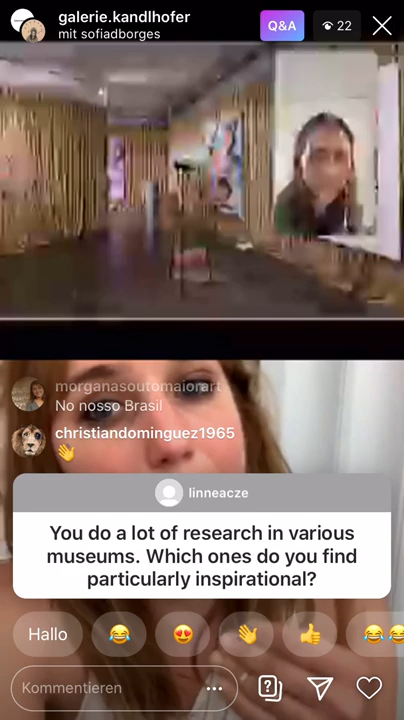 galerie.kandlhofer
mit sofiadborges
Q&A
22
morganasoutomaiorart
No nosso Brasil
christiandominguez1965
👋
linneacze
You do a lot of research in various
museums. Which ones do you find
particularly inspirational?
Hallo 😂 😍 👋 👍 😂😂
Kommentieren